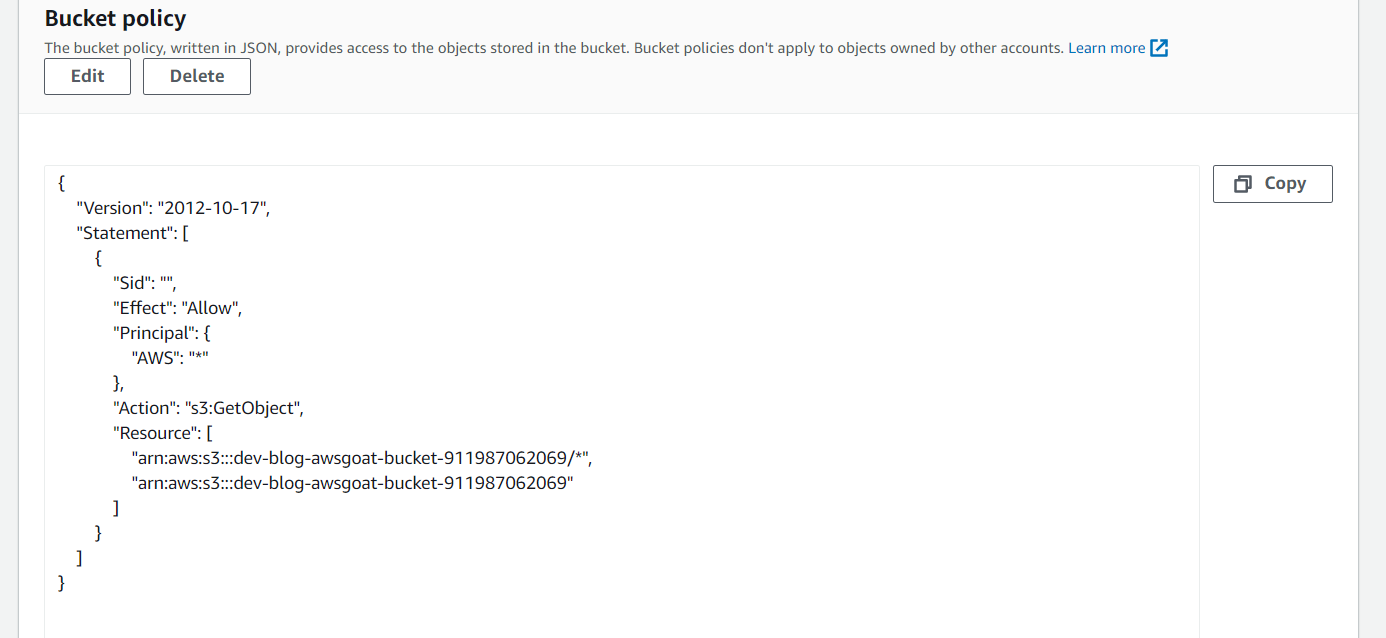 Bucket policy
The bucket policy, written in JSON, provides access to the objects stored in the bucket. Bucket policies don't apply to objects owned by other accounts. Learn more
Edit Delete
Copy
{
"Version": "2012-10-17",
"Statement": [
{
"Sid": "",
"Effect": "Allow",
"Principal": {
"AWS": "*"
},
"Action": "s3:GetObject",
"Resource": [
"arn:aws:s3:::dev-blog-awsgoat-bucket-911987062069/*",
"arn:aws:s3:::dev-blog-awsgoat-bucket-911987062069"
]
}
]
}